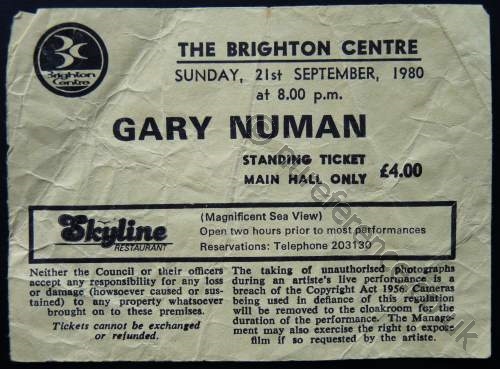 Brighton
Centre
THE BRIGHTON CENTRE
SUNDAY, 21st SEPTEMBER, 1980
at 8.00 p.m.
GARY NUMAN
STANDING TICKET
MAIN HALL ONLY £4.00
Skyline
RESTAURANT
(Magnificent Sea View)
Open two hours prior to most performances
Reservations: Telephone 203130
Neither the Council or their officers
accept any responsibility for any loss
or damage (howsoever caused or sus-
tained) to any property whatsoever
brought on to these premises.
Tickets cannot be exchanged
or refunded.
The taking of unauthorised photographs
during an artiste's live performance is a
breach of the Copyright Act 1956. Cameras
being used in defiance of this regulation
will be removed to the cloakroom for the
duration of the performance. The Manage-
ment may also exercise the right to expose
film if so requested by the artiste.